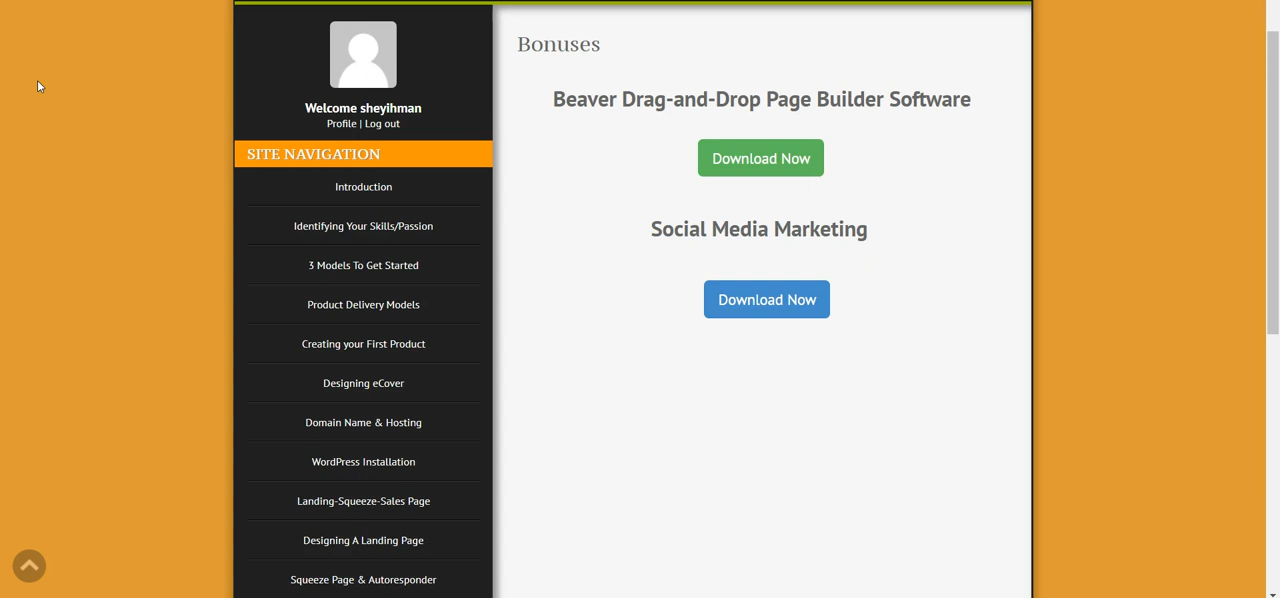 Welcome sheyihman
Profile | Log out
SITE NAVIGATION
Introduction
Identifying Your Skills/Passion
3 Models To Get Started
Product Delivery Models
Creating your First Product
Designing eCover
Domain Name & Hosting
WordPress Installation
Landing-Squeeze-Sales Page
Designing A Landing Page
Squeeze Page & Autoresponder
Bonuses
Beaver Drag-and-Drop Page Builder Software
Download Now
Social Media Marketing
Download Now